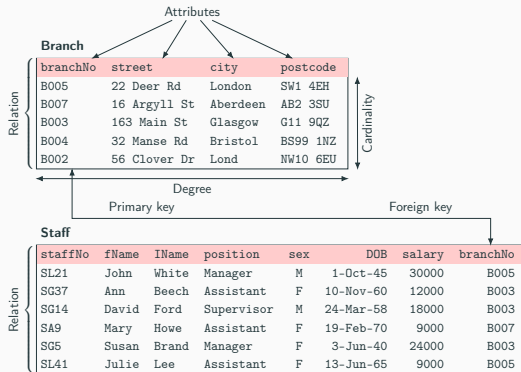 Attributes
Branch
branchNo street city postcode
B005 22 Deer Rd London SW1 4EH
B007 16 Argyll St Aberdeen AB2 3SU
B003 163 Main St Glasgow G11 9QZ
B004 32 Manse Rd Bristol BS99 1NZ
B002 56 Clover Dr Lond NW10 6EU
Relation
Cardinality
Degree
Primary key
Foreign key
Staff
staffNo fName IName position sex DOB salary branchNo
SL21 John White Manager M 1-Oct-45 30000 B005
SG37 Ann Beech Assistant F 10-Nov-60 12000 B003
SG14 David Ford Supervisor M 24-Mar-58 18000 B003
SA9 Mary Howe Assistant F 19-Feb-70 9000 B007
SG5 Susan Brand Manager F 3-Jun-40 24000 B003
SL41 Julie Lee Assistant F 13-Jun-65 9000 B005
Relation